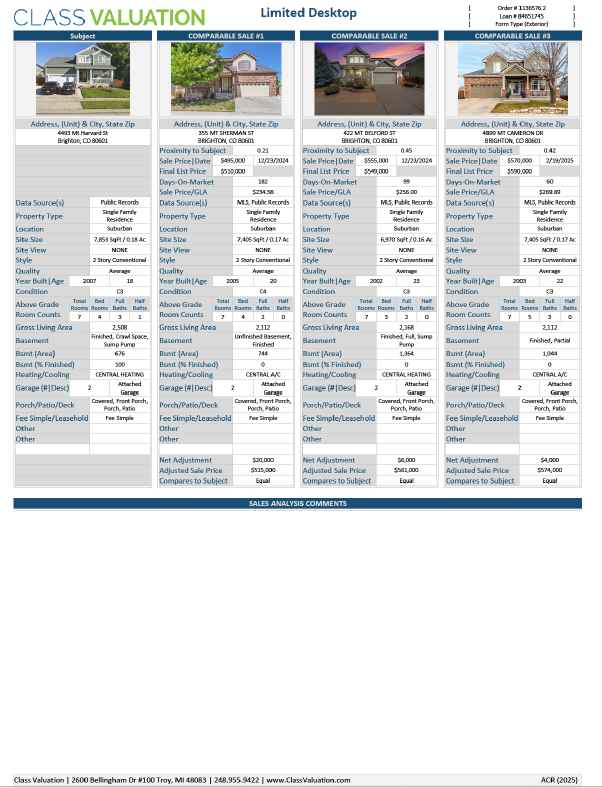 CLASS VALUATION
Limited Desktop
[ Order # 1136576.2 ]
[ Loan # 84651745 ]
[ Form Type (Exterior) ]
Subject COMPARABLE SALE #1 COMPARABLE SALE #2 COMPARABLE SALE #3
Address, (Unit) & City, State Zip Address, (Unit) & City, State Zip Address, (Unit) & City, State Zip Address, (Unit) & City, State Zip
4493 Mt Harvard St 355 MT SHERMAN ST 422 MT BELFORD ST 4899 MT CAMERON DR
Brighton, CO 80601 BRIGHTON, CO 80601 BRIGHTON, CO 80601 BRIGHTON, CO 80601
Proximity to Subject 0.21 Proximity to Subject 0.45 Proximity to Subject 0.42
Sale Price|Date $495,000 12/23/2024 Sale Price|Date $555,000 12/23/2024 Sale Price|Date $570,000 2/19/2025
Final List Price $510,000 Final List Price $549,000 Final List Price $590,000
Days-On-Market 182 Days-On-Market 99 Days-On-Market 60
Sale Price/GLA $234.38 Sale Price/GLA $256.00 Sale Price/GLA $269.89
Data Source(s) Public Records Data Source(s) MLS, Public Records Data Source(s) MLS, Public Records Data Source(s) MLS, Public Records
Property Type Single Family Residence Property Type Single Family Residence Property Type Single Family Residence Property Type Single Family Residence
Location Suburban Location Suburban Location Suburban Location Suburban
Site Size 7,853 SqFt / 0.18 Ac Site Size 7,405 SqFt / 0.17 Ac Site Size 6,970 SqFt / 0.16 Ac Site Size 7,405 SqFt / 0.17 Ac
Site View NONE Site View NONE Site View NONE Site View NONE
Style 2 Story Conventional Style 2 Story Conventional Style 2 Story Conventional Style 2 Story Conventional
Quality Average Quality Average Quality Average Quality Average
Year Built|Age 2007 18 Year Built|Age 2005 20 Year Built|Age 2002 23 Year Built|Age 2003 22
Condition C3 Condition C4 Condition C3 Condition C3
Above Grade Total Rooms Bed Rooms Full Baths Half Baths Above Grade Total Rooms Bed Rooms Full Baths Half Baths Above Grade Total Rooms Bed Rooms Full Baths Half Baths Above Grade Total Rooms Bed Rooms Full Baths Half Baths
Room Counts 7 4 3 1 Room Counts 7 4 2 0 Room Counts 7 3 2 0 Room Counts 7 5 3 0
Gross Living Area 2,508 Gross Living Area 2,112 Gross Living Area 2,168 Gross Living Area 2,112
Basement Finished, Crawl Space, Sump Pump Basement Unfinished Basement, Finished Basement Finished, Full, Sump Pump Basement Finished, Partial
Bsmt (Area) 676 Bsmt (Area) 744 Bsmt (Area) 1,364 Bsmt (Area) 1,044
Bsmt (% Finished) 100 Bsmt (% Finished) 0 Bsmt (% Finished) 0 Bsmt (% Finished) 0
Heating/Cooling CENTRAL HEATING Heating/Cooling CENTRAL A/C Heating/Cooling CENTRAL HEATING Heating/Cooling CENTRAL A/C
Garage (#|Desc) 2 Attached Garage Garage (#|Desc) 2 Attached Garage Garage (#|Desc) 2 Attached Garage Garage (#|Desc) 2 Attached Garage
Porch/Patio/Deck Covered, Front Porch, Porch, Patio Porch/Patio/Deck Covered, Front Porch, Porch, Patio Porch/Patio/Deck Covered, Front Porch, Porch, Patio Porch/Patio/Deck Covered, Front Porch, Porch, Patio
Fee Simple/Leasehold Fee Simple Fee Simple/Leasehold Fee Simple Fee Simple/Leasehold Fee Simple Fee Simple/Leasehold Fee Simple
Other Other Other Other
Other Other Other Other
Net Adjustment $20,000 Net Adjustment $6,000 Net Adjustment $4,000
Adjusted Sale Price $515,000 Adjusted Sale Price $561,000 Adjusted Sale Price $574,000
Compares to Subject Equal Compares to Subject Equal Compares to Subject Equal
SALES ANALYSIS COMMENTS
Class Valuation | 2600 Bellingham Dr #100 Troy, MI 48083 | 248.955.9422 | www.ClassValuation.com ACR (2025)